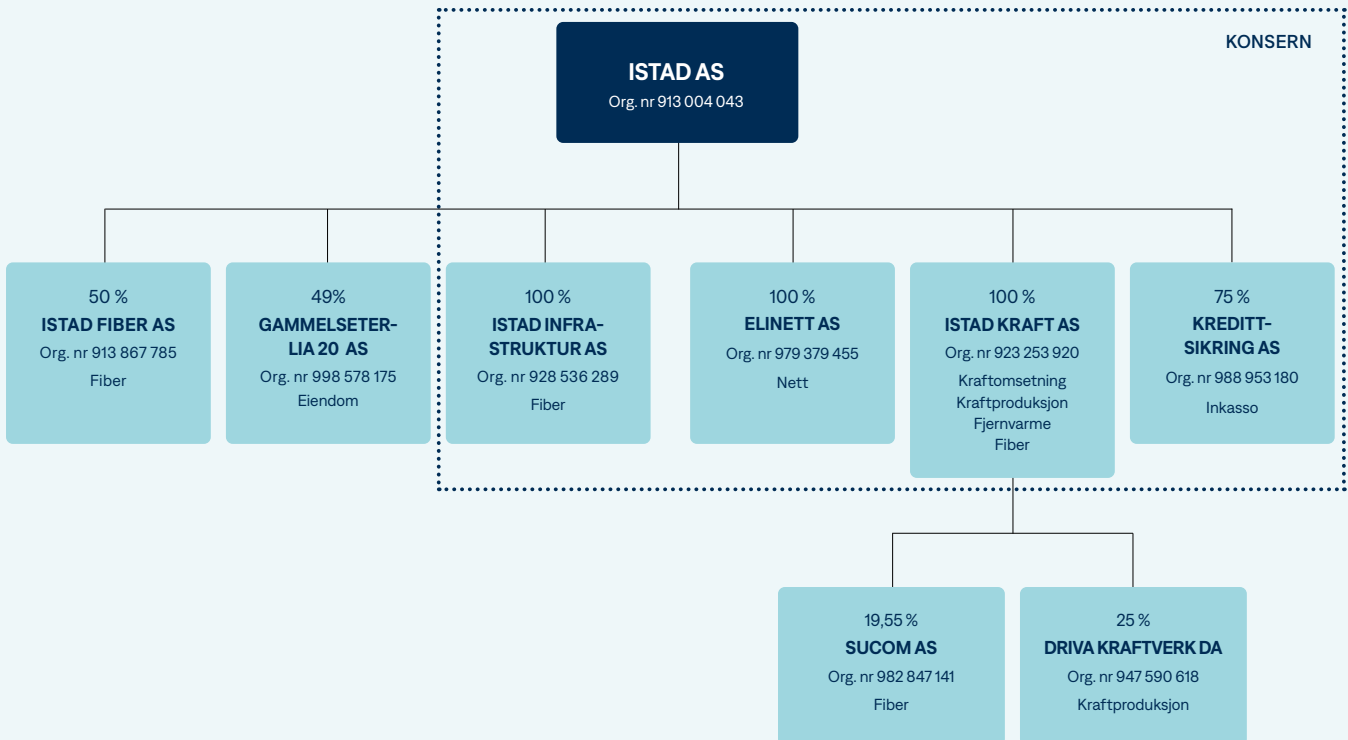 KONSERN
ISTAD AS
Org. nr 913 004 043
50 %
ISTAD FIBER AS
Org. nr 913 867 785
Fiber
49%
GAMMELSETER-
LIA 20 AS
Org. nr 998 578 175
Eiendom
100 %
ISTAD INFRA-
STRUKTUR AS
Org. nr 928 536 289
Fiber
100 %
ELINETT AS
Org. nr 979 379 455
Nett
100 %
ISTAD KRAFT AS
Org. nr 923 253 920
Kraftomsetning
Kraftproduksjon
Fjernvarme
Fiber
75 %
KREDITT-
SIKRING AS
Org. nr 988 953 180
Inkasso
19,55 %
SUCOM AS
Org. nr 982 847 141
Fiber
25 %
DRIVA KRAFTVERK DA
Org. nr 947 590 618
Kraftproduksjon